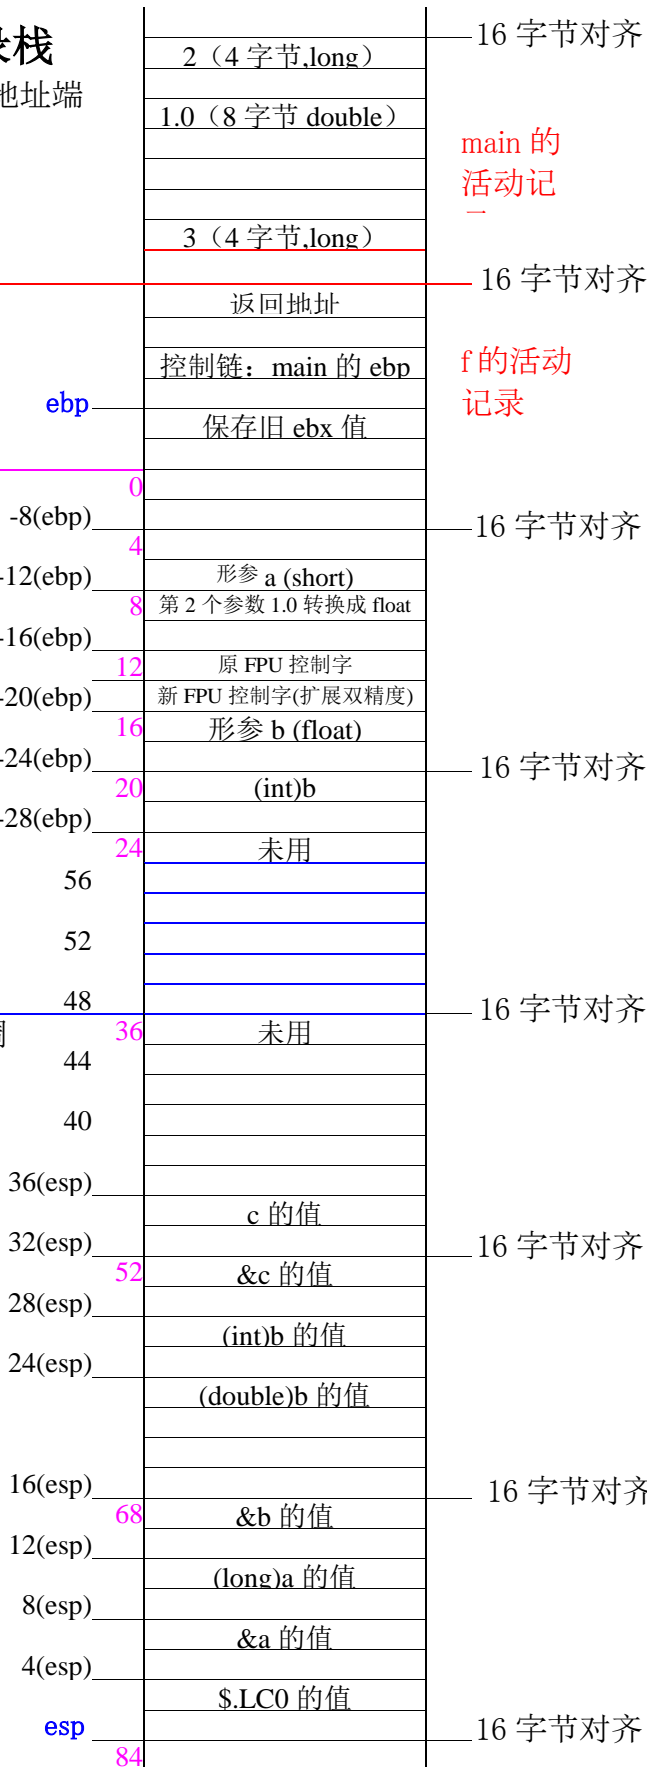 16 字节对齐
栈
2（4 字节,long）
地址端
1.0（8 字节 double）
main 的
活动记
3（4 字节,long）
16 字节对齐
返回地址
控制链：main 的 ebp
f 的活动
记录
ebp
保存旧 ebx 值
0
-8(ebp)
16 字节对齐
4
-12(ebp)
形参 a (short)
8
第 2 个参数 1.0 转换成 float
-16(ebp)
12
原 FPU 控制字
-20(ebp)
新 FPU 控制字(扩展双精度)
16
形参 b (float)
-24(ebp)
16 字节对齐
20
(int)b
-28(ebp)
24
未用
56
52
48
16 字节对齐
36
未用
44
40
36(esp)
c 的值
32(esp)
16 字节对齐
52
&c 的值
28(esp)
(int)b 的值
24(esp)
(double)b 的值
16(esp)
16 字节对齐
68
&b 的值
12(esp)
(long)a 的值
8(esp)
&a 的值
4(esp)
$.LC0 的值
esp
16 字节对齐
84